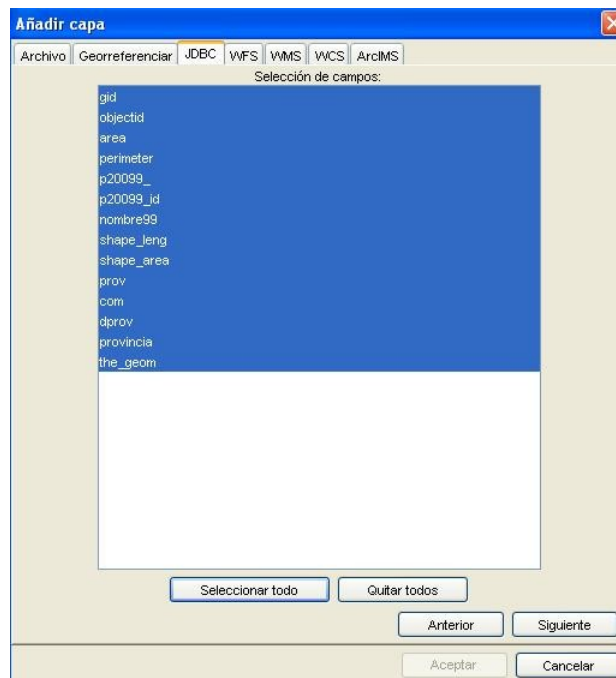 Añadir capa
Archivo Georreferenciar JDBC WFS WMS WCS ArcIMS
Selección de campos:
gid
objectid
area
perimeter
p20099_
p20099_id
nombre99
shape_leng
shape_area
prov
com
dprov
provincia
the_geom
Seleccionar todo Quitar todos
Anterior Siguiente
Aceptar Cancelar